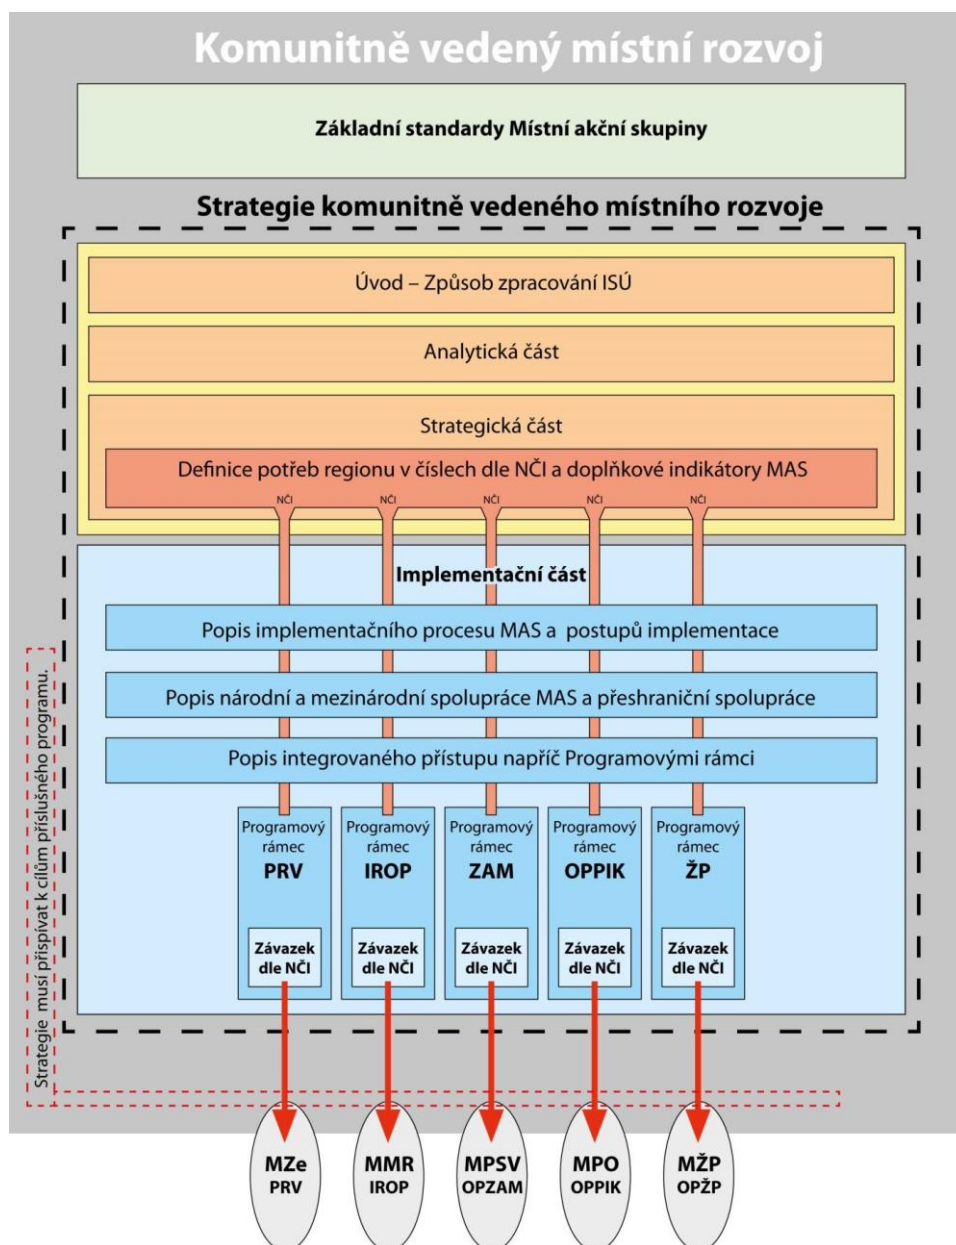 Komunitně vedený místní rozvoj
Základní standardy Místní akční skupiny
Strategie komunitně vedeného místního rozvoje
Úvod – Způsob zpracování ISÚ
Analytická část
Strategická část
Definice potřeb regionu v číslech dle NČI a doplňkové indikátory MAS
NČI
NČI
NČI
NČI
NČI
Implementační část
Popis implementačního procesu MAS a postupů implementace
Popis národní a mezinárodní spolupráce MAS a přeshraniční spolupráce
Popis integrovaného přístupu napříč Programovými rámci
Programový
rámec
PRV
Závazek
dle NČI
Programový
rámec
IROP
Závazek
dle NČI
Programový
rámec
ZAM
Závazek
dle NČI
Programový
rámec
OPPIK
Závazek
dle NČI
Programový
rámec
ŽP
Závazek
dle NČI
Strategie musí přispívat k cílům příslušného programu.
MZe
PRV
MMR
IROP
MPSV
OPZAM
MPO
OPPIK
MŽP
OPŽP